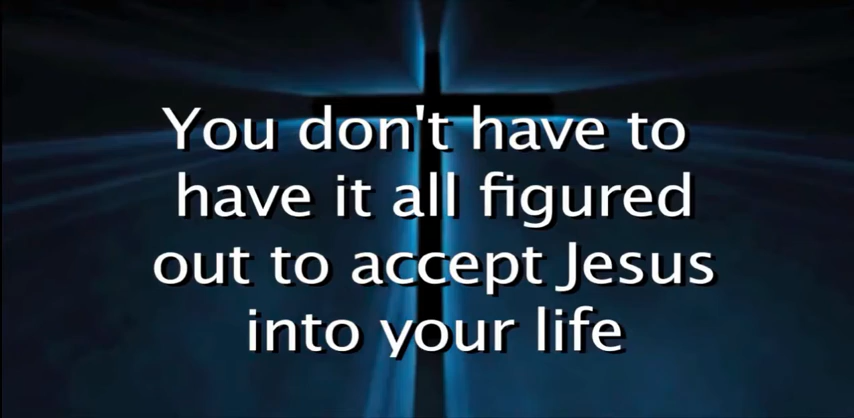 You don't have to
have it all figured
out to accept Jesus
into your life